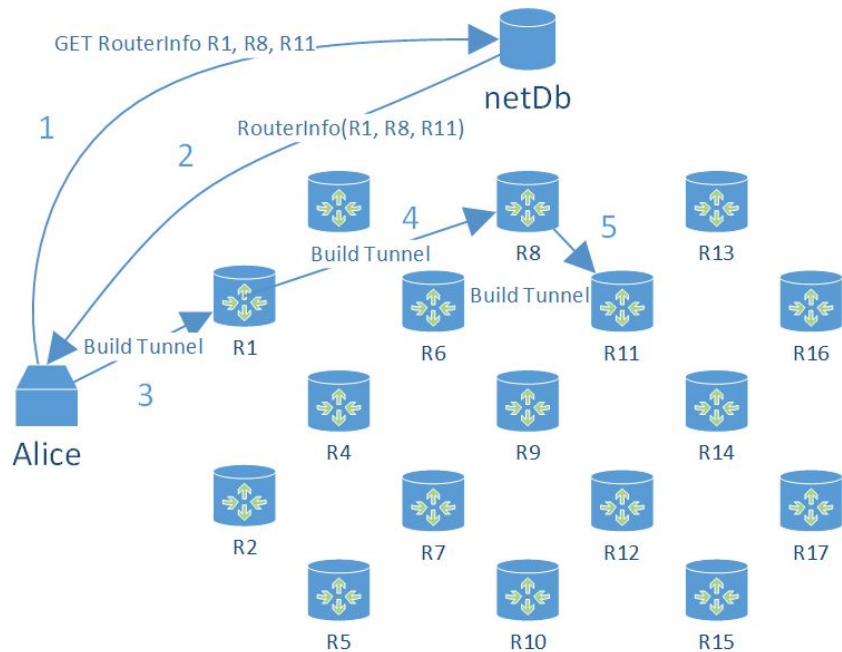 GET RouterInfo R1, R8, R11
netDb
1
RouterInfo(R1, R8, R11)
2
4
5
R8
R13
Build Tunnel
Build Tunnel
R1
R6
R11
R16
Build Tunnel
3
Alice
R4
R9
R14
R2
R7
R12
R17
R5
R10
R15